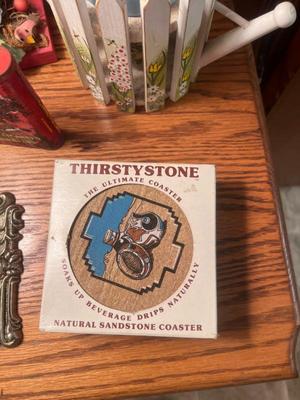 THIRSTYSTONE
THE ULTIMATE COASTER
SOAKS UP BEVERAGE DRIPS NATURALLY
NATURAL SANDSTONE COASTER